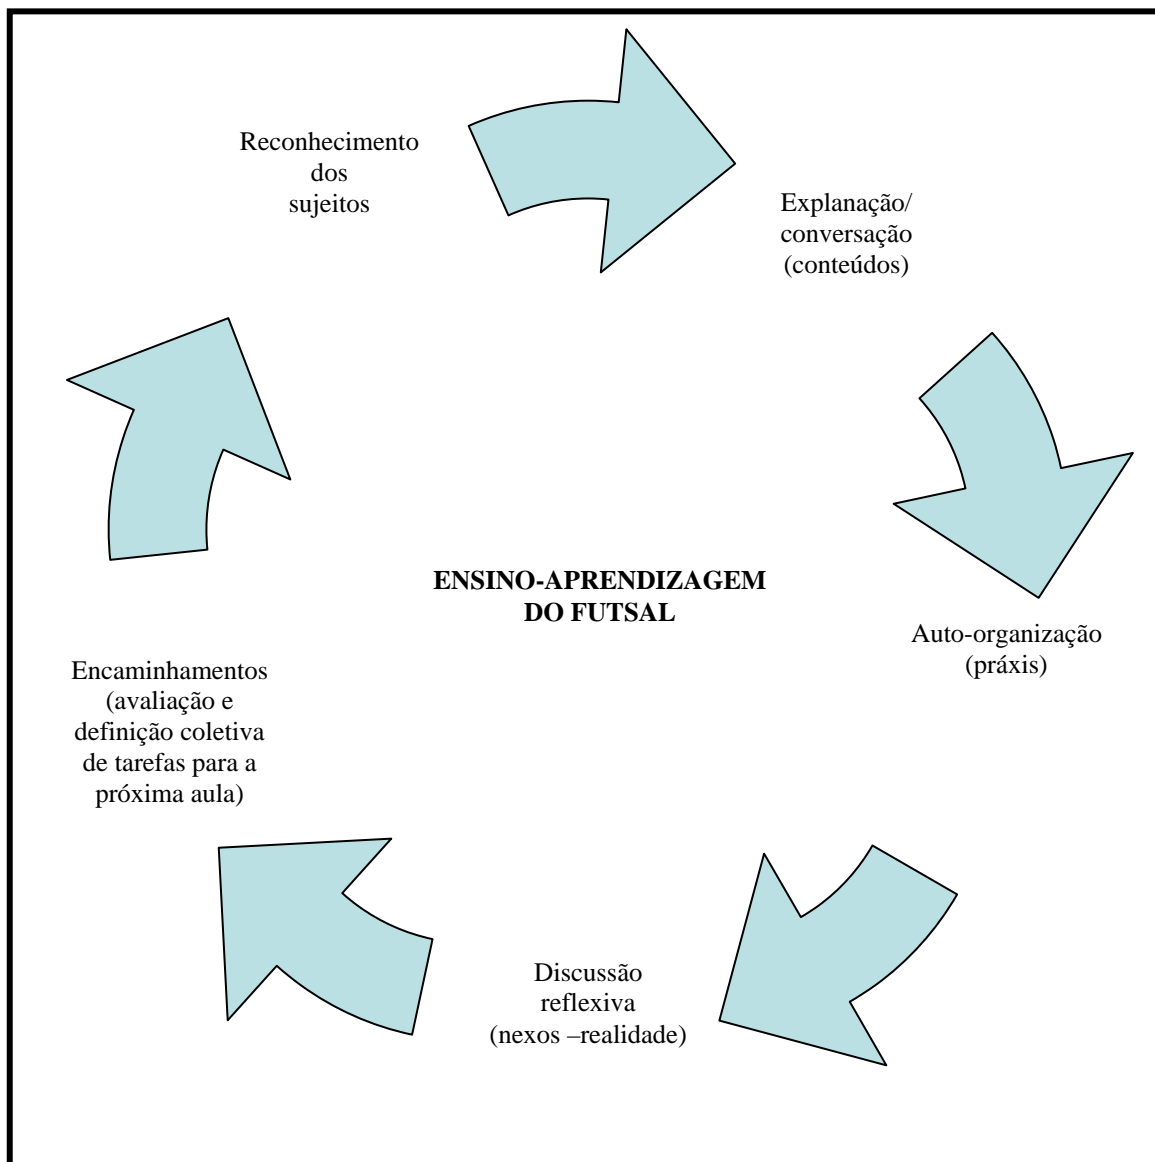 Reconhecimento
dos
sujeitos
Explanação/
conversação
(conteúdos)
ENSINO-APRENDIZAGEM
DO FUTSAL
Auto-organização
(práxis)
Encaminhamentos
(avaliação e
definição coletiva
de tarefas para a
próxima aula)
Discussão
reflexiva
(nexos –realidade)